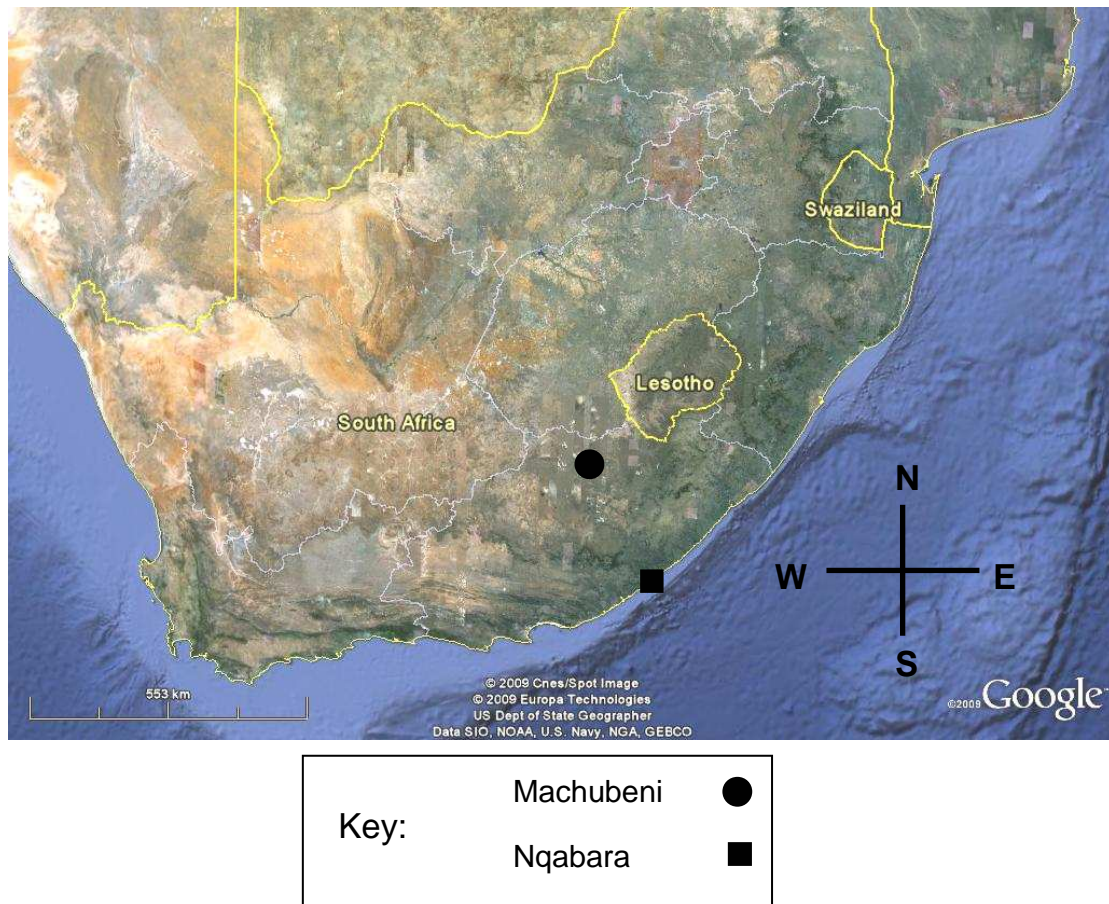 Swaziland
Lesotho
South Africa
N
W E
S
553 km
© 2009 Cnes/Spot Image
© 2009 Europa Technologies
US Dept of State Geographer
Data SIO, NOAA, U.S. Navy, NGA, GEBCO
©2009 Google
Key:
Machubeni
Nqabara